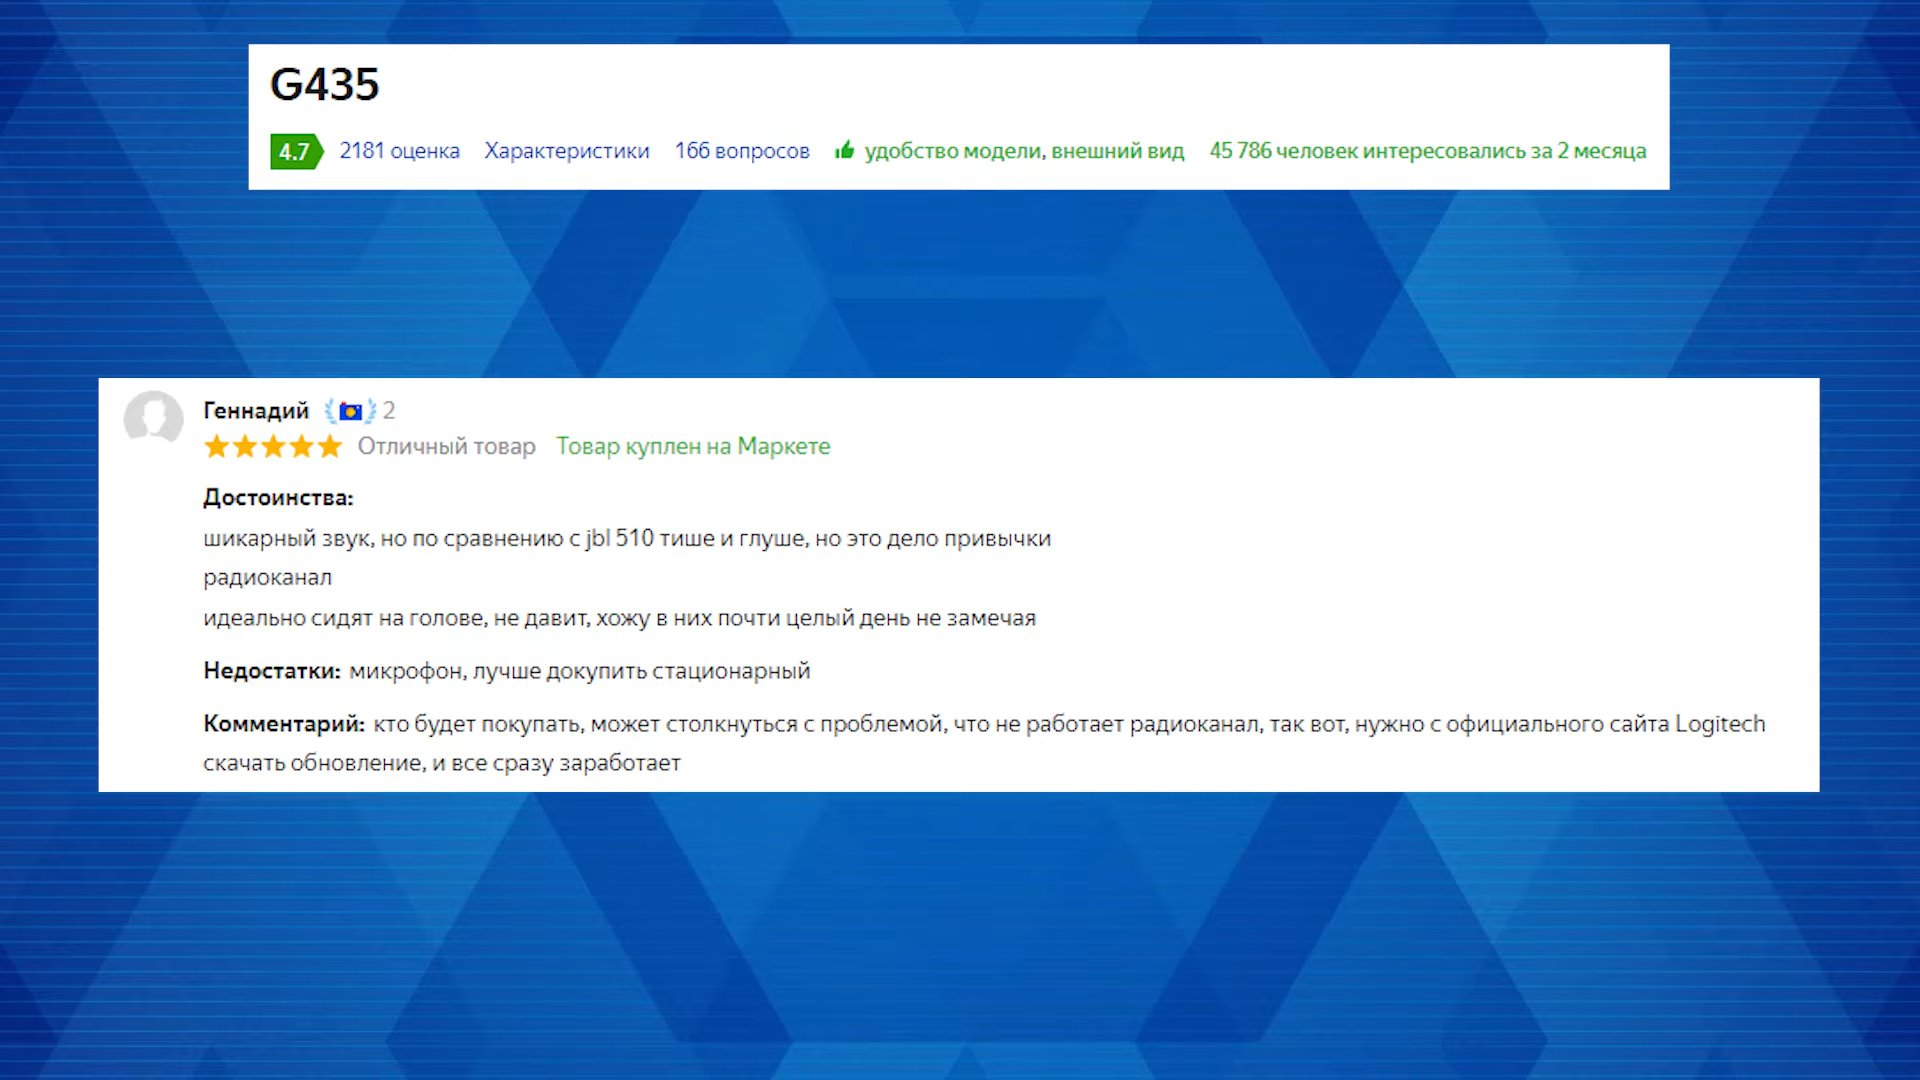 G435
4.7 2181 оценка Характеристики 166 вопросов удобство модели, внешний вид 45 786 человек интересовались за 2 месяца
Геннадий 2
Отличный товар Товар куплен на Маркете
Достоинства:
шикарный звук, но по сравнению с jbl 510 тише и глуше, но это дело привычки
радиоканал
идеально сидят на голове, не давит, хожу в них почти целый день не замечая
Недостатки: микрофон, лучше докупить стационарный
Комментарий: кто будет покупать, может столкнуться с проблемой, что не работает радиоканал, так вот, нужно с официального сайта Logitech
скачать обновление, и все сразу заработает